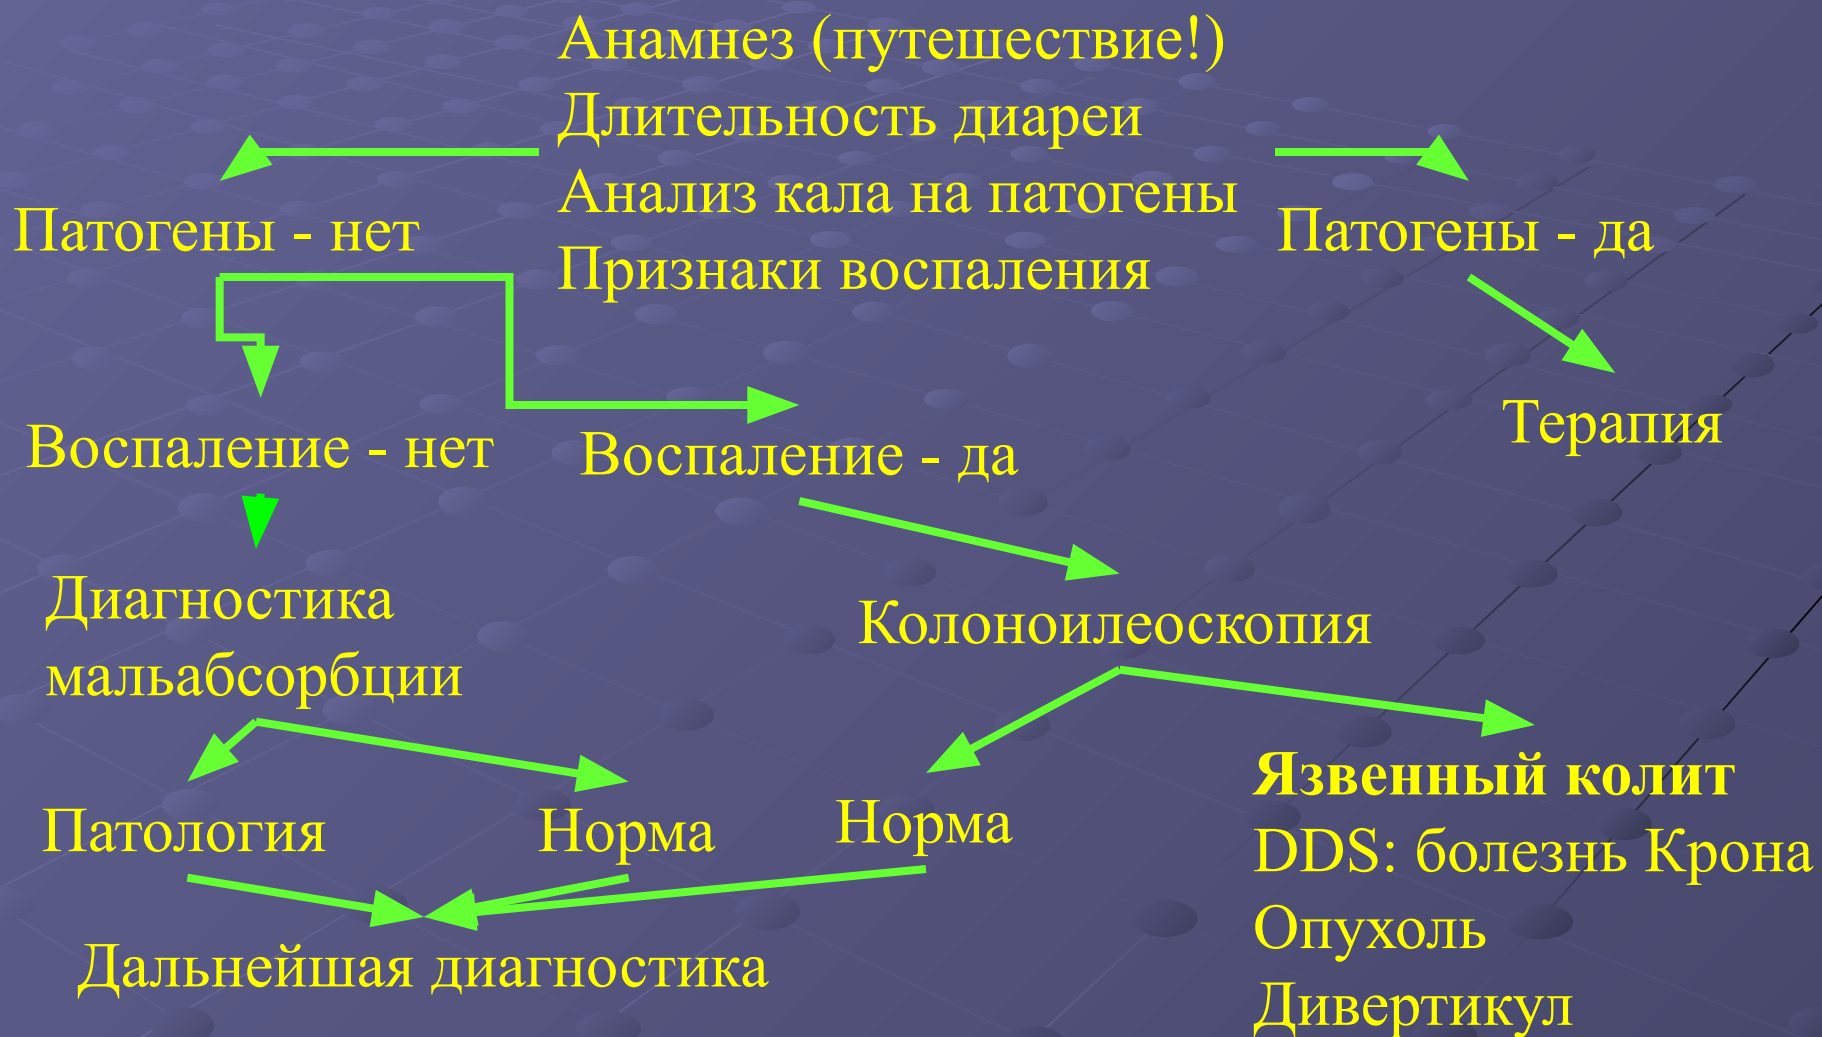 Анамнез (путешествие!)
Длительность диареи
Анализ кала на патогены
Признаки воспаления
Патогены - нет
Патогены - да
Терапия
Воспаление - нет
Воспаление - да
Диагностика
мальабсорбции
Колоноилеоскопия
Патология
Норма
Норма
Язвенный колит
DDS: болезнь Крона
Опухоль
Дивертикул
Дальнейшая диагностика